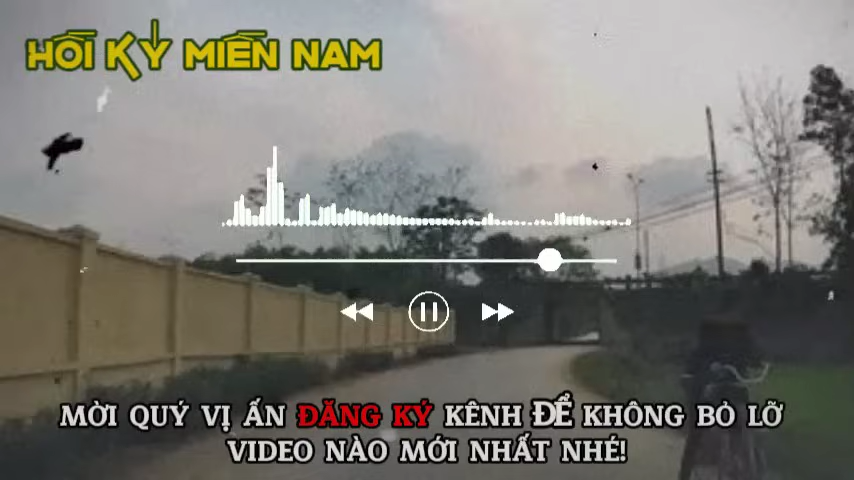 HỒI KÝ MIỀN NAM
MỜI QUÝ VỊ ẤN ĐĂNG KÝ KÊNH ĐỂ KHÔNG BỎ LỠ
VIDEO NÀO MỚI NHẤT NHÉ!